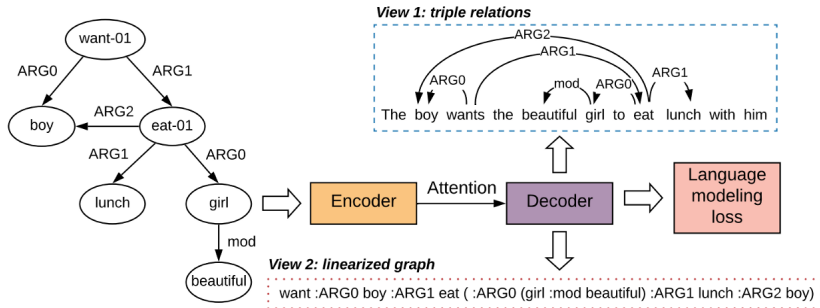 View 1: triple relations
want-01
ARG0
ARG1
boy
ARG2
eat-01
ARG1
ARG0
lunch
girl
mod
beautiful
ARG2
ARG1
ARG0
mod
ARG0
ARG1
The boy wants the beautiful girl to eat lunch with him
Encoder
Attention
Decoder
Language
modeling
loss
View 2: linearized graph
want :ARG0 boy :ARG1 eat ( :ARG0 (girl :mod beautiful) :ARG1 lunch :ARG2 boy)